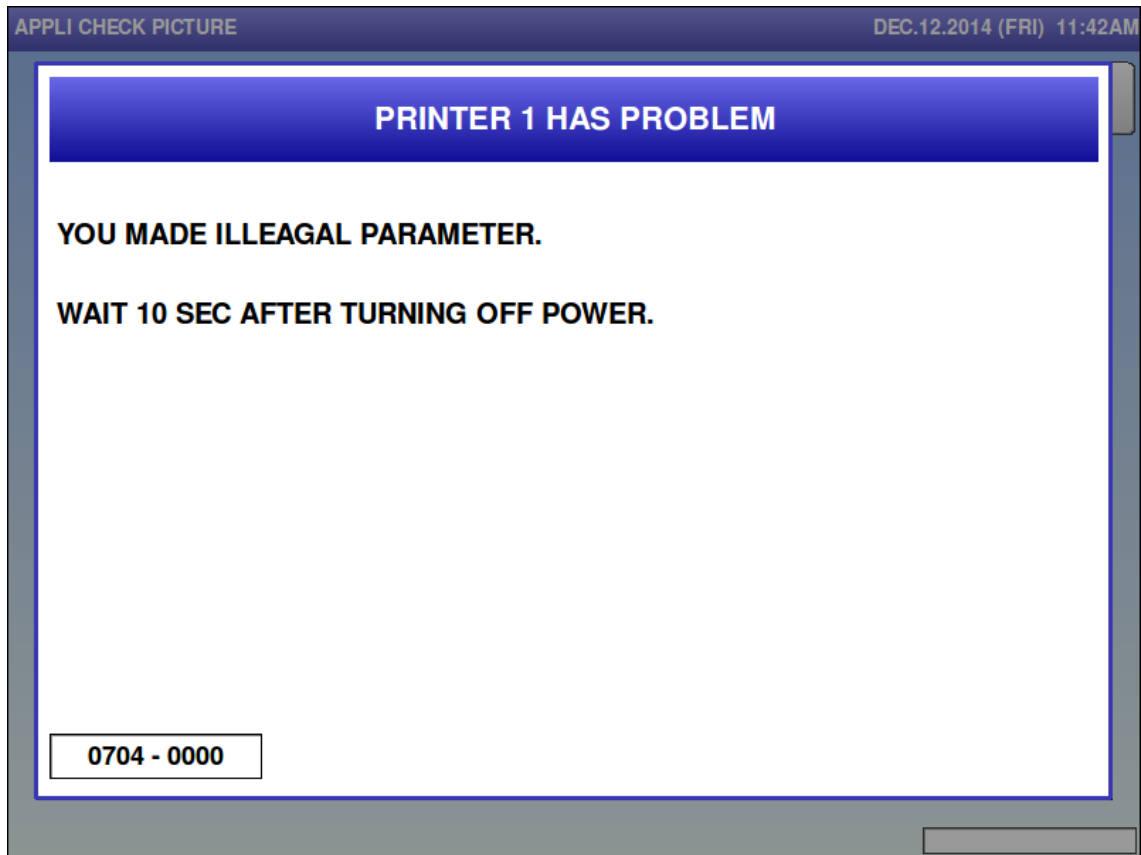 APPLI CHECK PICTURE DEC.12.2014 (FRI) 11:42AM
PRINTER 1 HAS PROBLEM
YOU MADE ILLEAGAL PARAMETER.
WAIT 10 SEC AFTER TURNING OFF POWER.
0704 - 0000